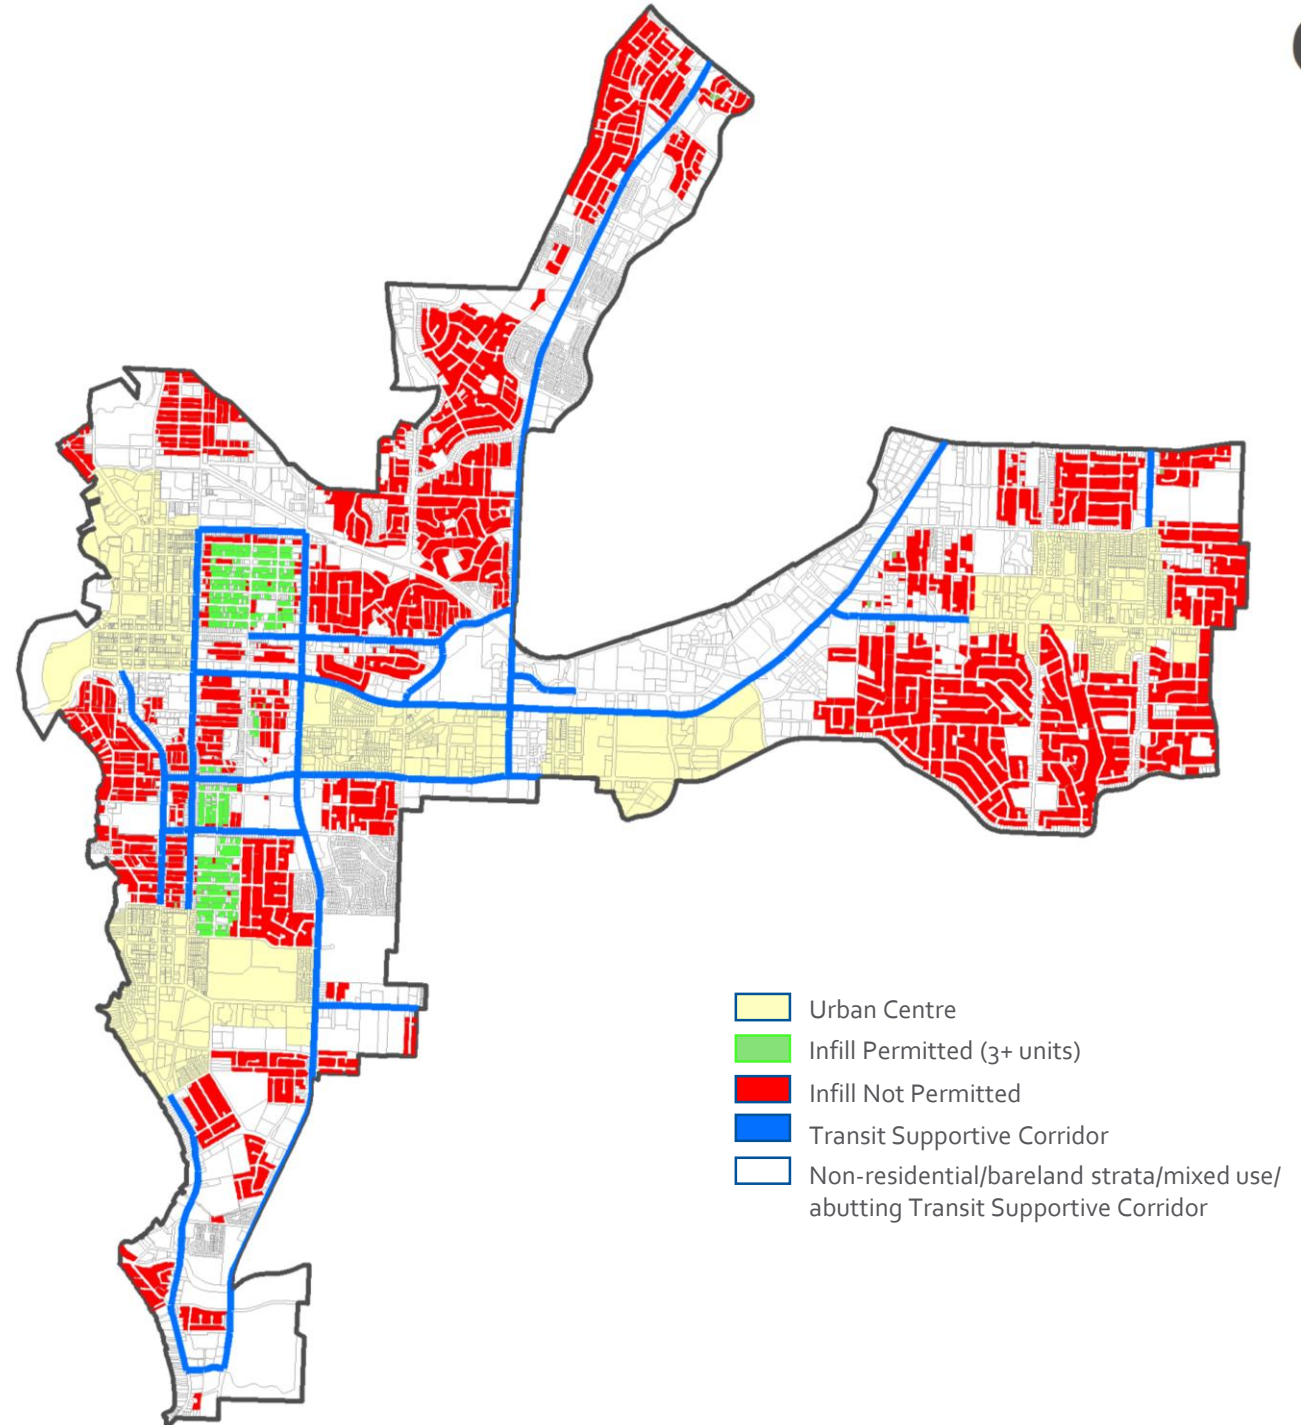 Urban Centre
Infill Permitted (3+ units)
Infill Not Permitted
Transit Supportive Corridor
Non-residential/bareland strata/mixed use/
abutting Transit Supportive Corridor